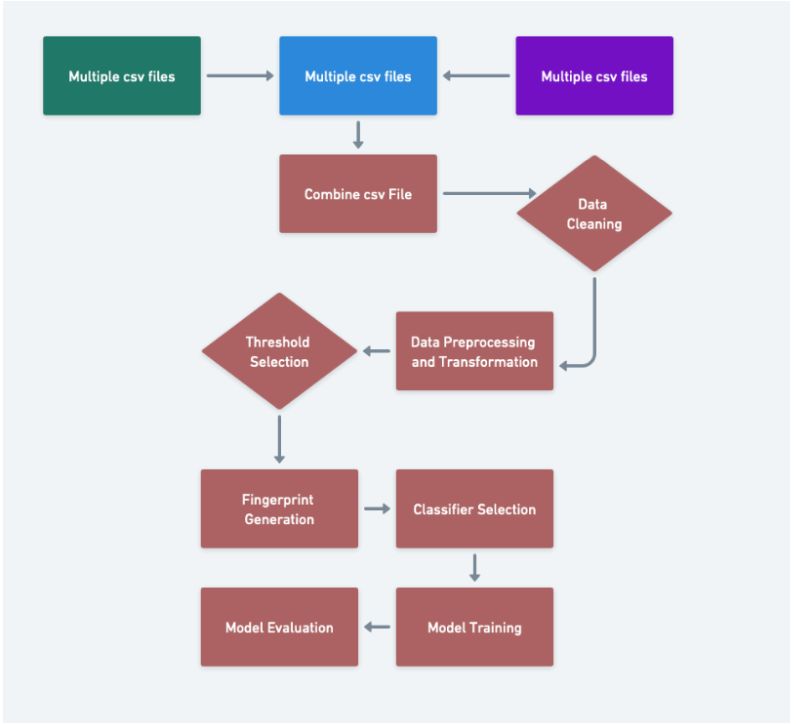 Multiple csv files
Multiple csv files
Multiple csv files
Combine csv File
Data
Cleaning
Threshold
Selection
Data Preprocessing
and Transformation
Fingerprint
Generation
Classifier Selection
Model Evaluation
Model Training